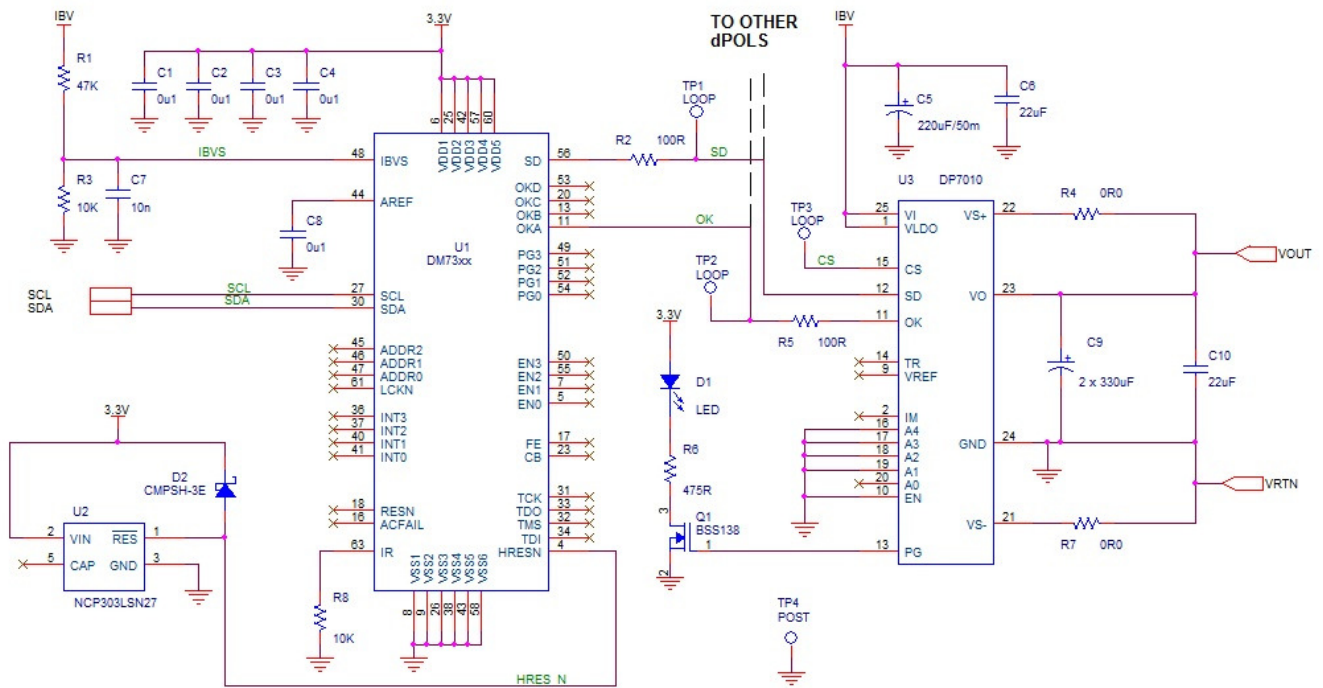 IBV
3.3V
TO OTHER
dPOLS
IBV
R1
47K
C1
0u1
C2
0u1
C3
0u1
C4
0u1
TP1
LOOP
C5
220uF/50m
C6
22uF
6
25
42
57
60
VDD1
VDD2
VDD3
VDD4
VDD5
IBVS
48
IBVS
SD
56
R2
100R
SD
R3
10K
C7
10n
44
AREF
C8
0u1
OKD
53
OKC
20
OKB
13
OKA
11
OK
U1
DM73xx
PG3
49
PG2
51
PG1
52
PG0
54
TP2
LOOP
TP3
LOOP
CS
U3
DP7010
25
VI
1
VLDO
15
CS
12
SD
11
OK
VS+
22
R4
0R0
VOUT
VO
23
SCL
SDA
SCL
SDA
27
SCL
30
SDA
3.3V
R5
100R
14
TR
9
VREF
C9
2 x 330uF
C10
22uF
45
ADDR2
46
ADDR1
47
ADDR0
61
LCKN
EN3
50
EN2
55
EN1
7
EN0
5
D1
LED
2
IM
16
A4
17
A3
18
A2
19
A1
20
A0
10
EN
GND
24
36
INT3
37
INT2
40
INT1
41
INT0
FE
17
CB
23
R6
475R
VRTN
3.3V
D2
CMPSH-3E
U2
2
VIN
RES
1
5
CAP
GND
3
NCP303LSN27
18
RESN
16
ACFAIL
63
IR
TCK
31
TDO
33
TMS
32
TDI
34
HRESN
4
3
Q1
BSS138
1
2
13
PG
VS-
21
R7
0R0
VSS1
VSS2
VSS3
VSS4
VSS5
VSS6
8
9
26
38
43
58
R8
10K
TP4
POST
HRES_N